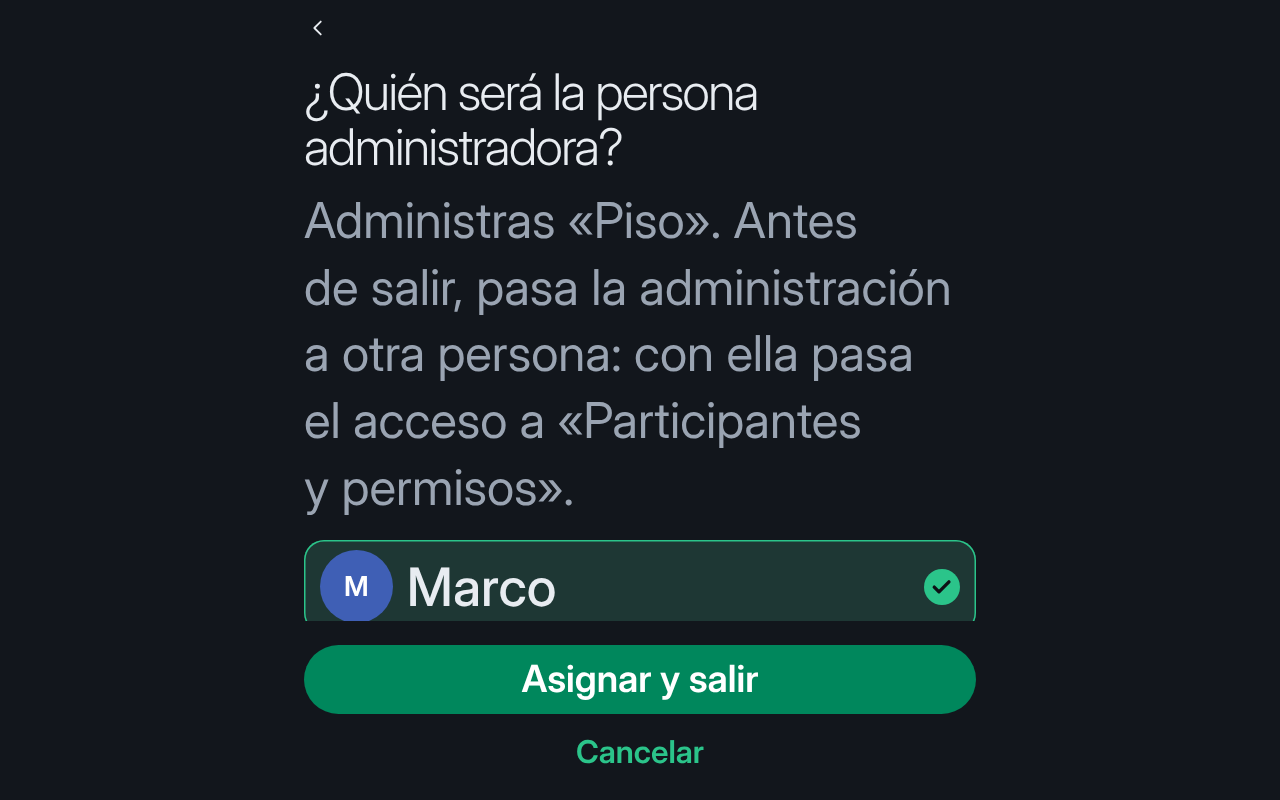 ¿Quién será la persona
administradora?
Administras «Piso». Antes
de salir, pasa la administración
a otra persona: con ella pasa
el acceso a «Participantes
y permisos».
M Marco
Asignar y salir
Cancelar